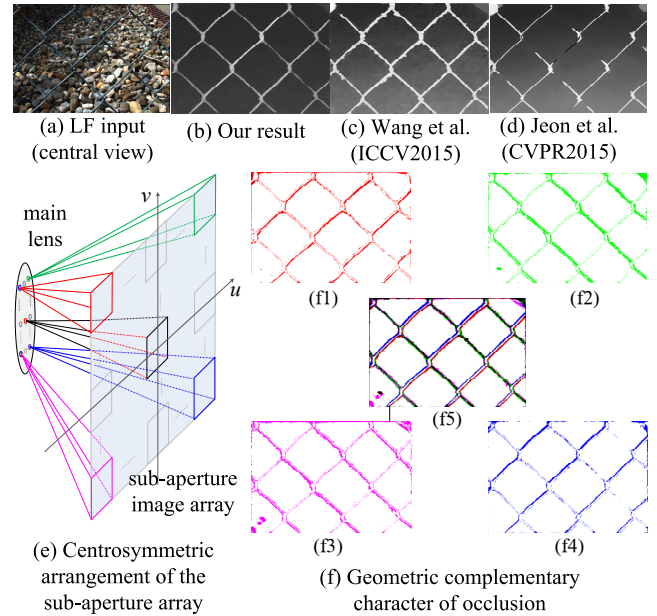 (a) LF input
(central view)
(b) Our result
(c) Wang et al.
(ICCV2015)
(d) Jeon et al.
(CVPR2015)
main
lens
v
u
sub-aperture
image array
(e) Centrosymmetric
arrangement of the
sub-aperture array
(f1)
(f2)
(f5)
(f3)
(f4)
(f) Geometric complementary
character of occlusion